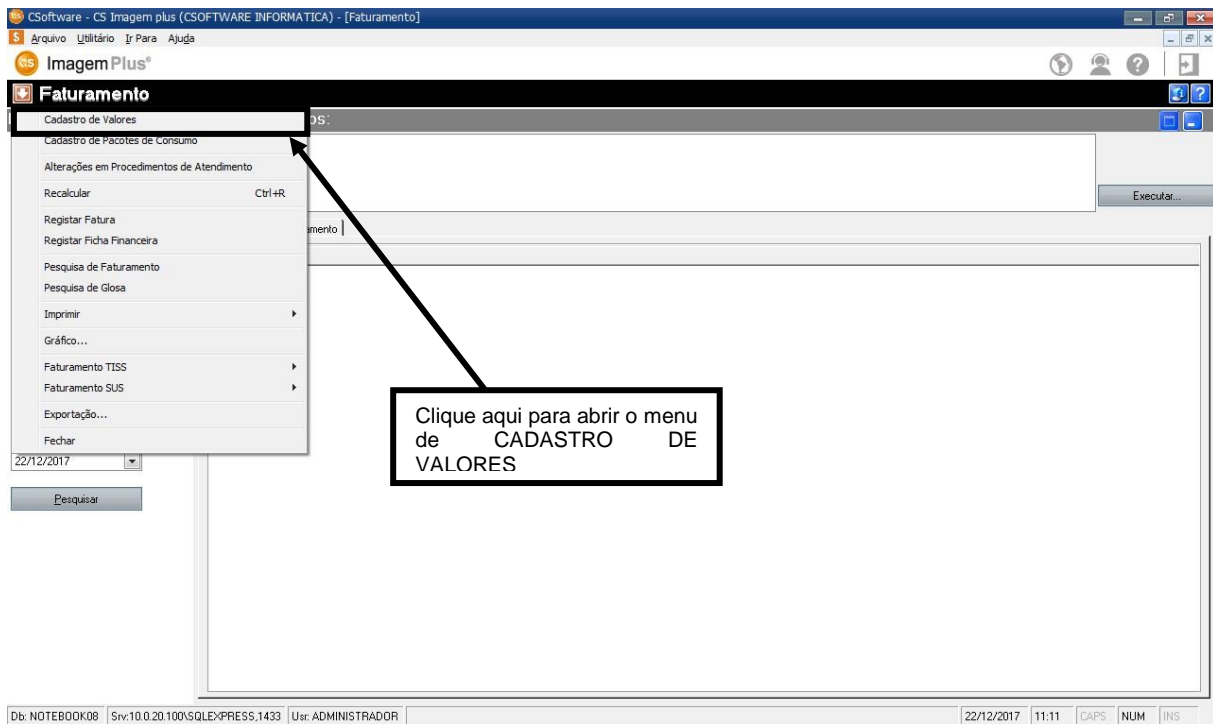 CSoftware - CS Imagem plus (CSOFTWARE INFORMATICA) - [Faturamento]
Arquivo Utilitário Ir Para Ajuda
CS ImagemPlus®
Faturamento
Cadastro de Valores
os:
Cadastro de Pacotes de Consumo
Alterações em Procedimentos de Atendimento
Recalcular Ctrl+R
Executar...
Registar Fatura
amento
Registar Ficha Financeira
Pesquisa de Faturamento
Pesquisa de Glosa
Imprimir
Gráfico...
Faturamento TISS
Faturamento SUS
Exportação...
Fechar
Clique aqui para abrir o menu
de CADASTRO DE
VALORES
22/12/2017
Pesquisar
Db: NOTEBOOK08 Srv:10.0.20.100\SQLEXPRESS,1433 Usr: ADMINISTRADOR 22/12/2017 11:11 CAPS NUM INS